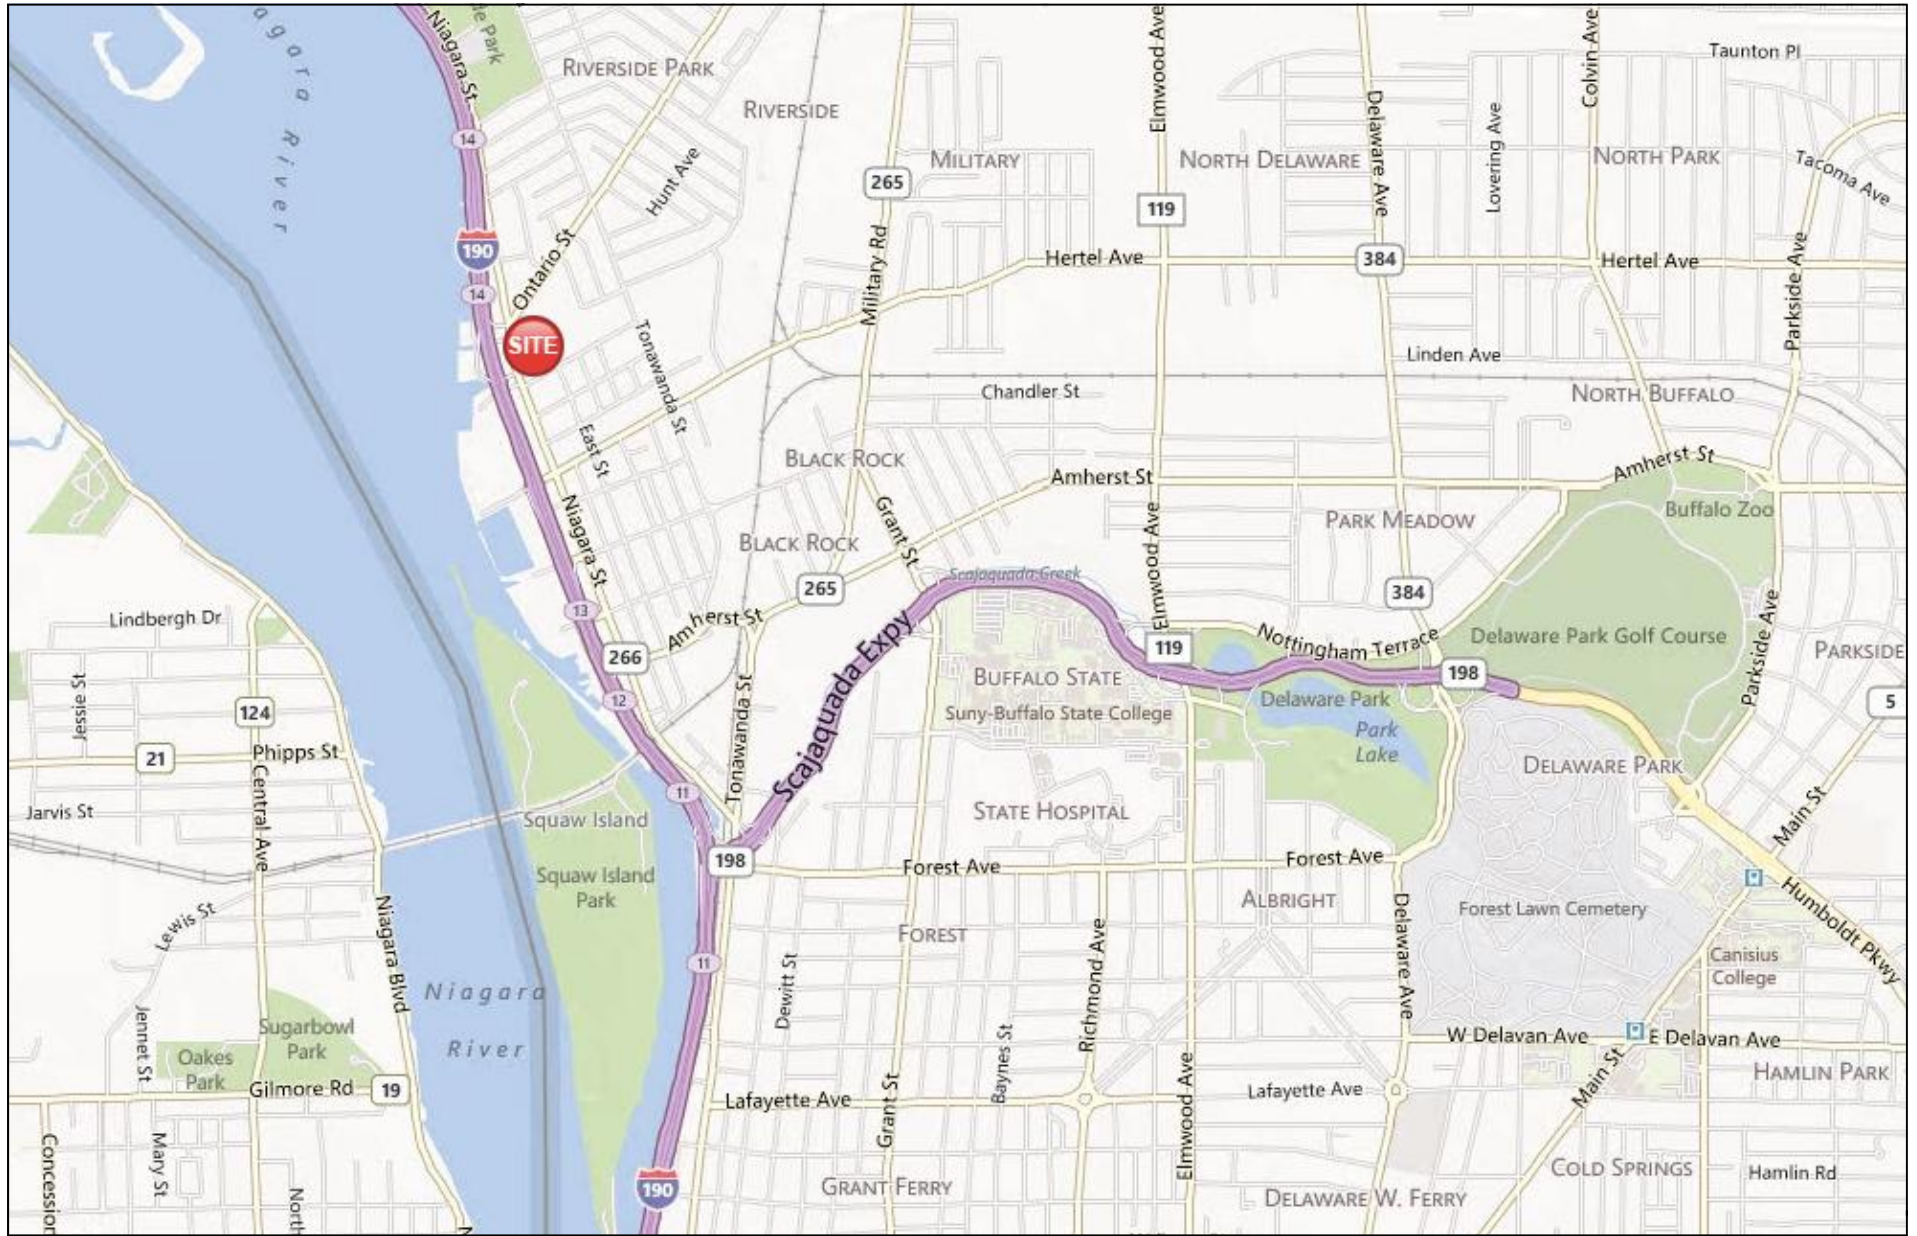 Niagara St
de Park
RIVERSIDE PARK
RIVERSIDE
Elmwood Ave
Colvin Ave
Taunton Pl
agara River
14
Hunt Ave
265
MILITARY
NORTH DELAWARE
Delaware Ave
Lovering Ave
NORTH PARK
Tacoma Ave
119
190
Ontario St
Military Rd
Hertel Ave
384
Hertel Ave
Parkside Ave
14
SITE
Tonawanda St
Linden Ave
Chandler St
NORTH BUFFALO
East St
BLACK ROCK
Amherst St
Amherst St
Niagara St
Grant St
Elmwood Ave
PARK MEADOW
Buffalo Zoo
BLACK ROCK
Scajaquada Creek
265
384
Lindbergh Dr
13
Amherst St
266
Scajaquada Expy
119
Nottingham Terrace
Delaware Park Golf Course
Parkside Ave
PARKSIDE
198
5
Jessie St
124
12
BUFFALO STATE
Suny-Buffalo State College
Delaware Park
Park
Lake
21
Phipps St
Central Ave
Tonawanda St
DELAWARE PARK
11
Jarvis St
Squaw Island
STATE HOSPITAL
Main St
198
Forest Ave
Forest Ave
Squaw Island
Park
ALBRIGHT
Forest Lawn Cemetery
Humboldt Pkwy
Lewis St
Niagara Blvd
FOREST
Delaware Ave
Canisius
College
11
Dewitt St
Richmond Ave
Niagara
River
Jennet St
Sugarbowl
Park
Oakes
Park
Baynes St
W Delavan Ave
E Delavan Ave
Gilmore Rd
19
Lafayette Ave
Grant St
Elmwood Ave
Lafayette Ave
Main St
HAMLIN PARK
Concession
Mary St
North
N
190
GRANT FERRY
DELAWARE W. FERRY
COLD SPRINGS
Hamlin Rd